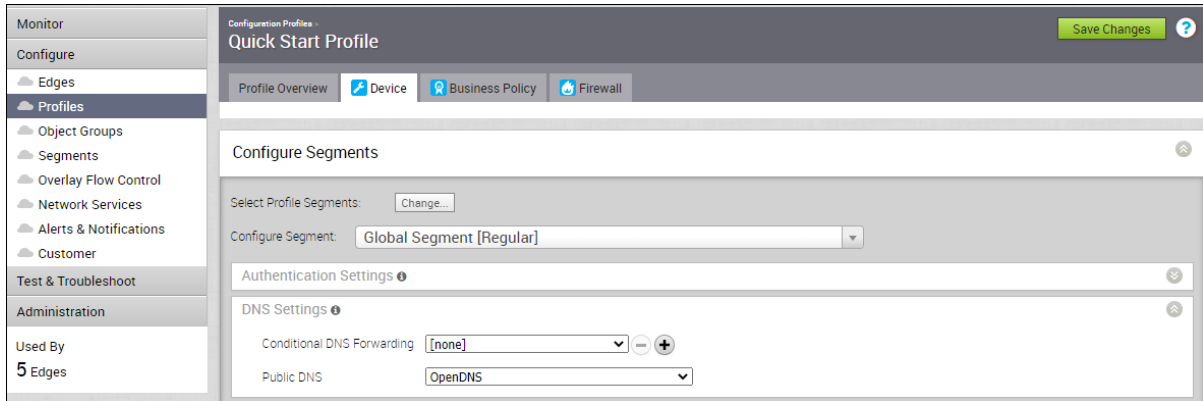 Monitor
Configure
Edges
Profiles
Object Groups
Segments
Overlay Flow Control
Network Services
Alerts & Notifications
Customer
Test & Troubleshoot
Administration
Used By
5 Edges
Configuration Profiles >
Quick Start Profile
Save Changes ?
Profile Overview Device Business Policy Firewall
Configure Segments
Select Profile Segments: Change...
Configure Segment: Global Segment [Regular]
Authentication Settings
DNS Settings
Conditional DNS Forwarding [none]
Public DNS OpenDNS